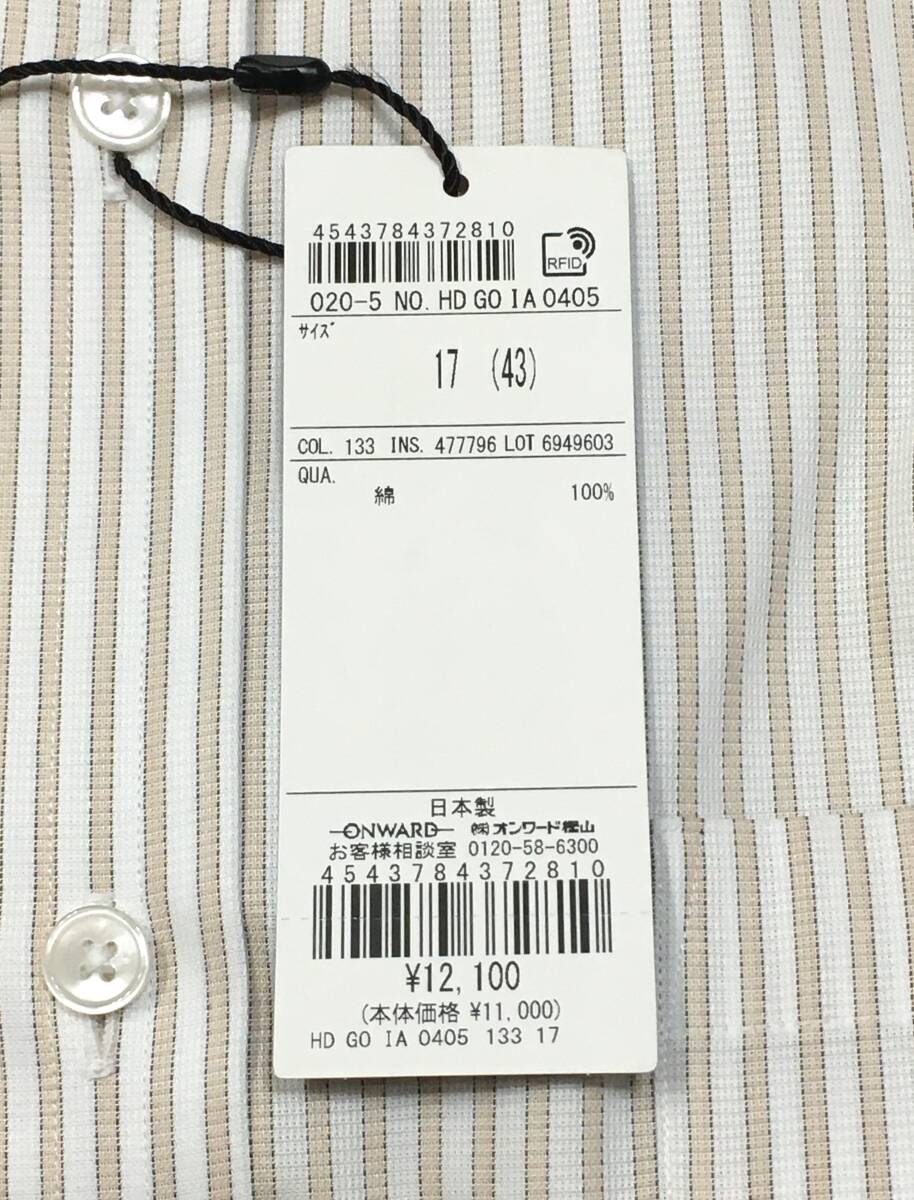 4543784372810
RFID
020-5 NO. HD GO IA 0405
ｻｲｽﾞ
17 (43)
COL. 133 INS. 477796 LOT 6949603
QUA.
綿 100%
日本製
ONWARD ㈱オンワード樫山
お客様相談室 0120-58-6300
4543784372810
¥12,100
(本体価格 ¥11,000)
HD GO IA 0405 133 17